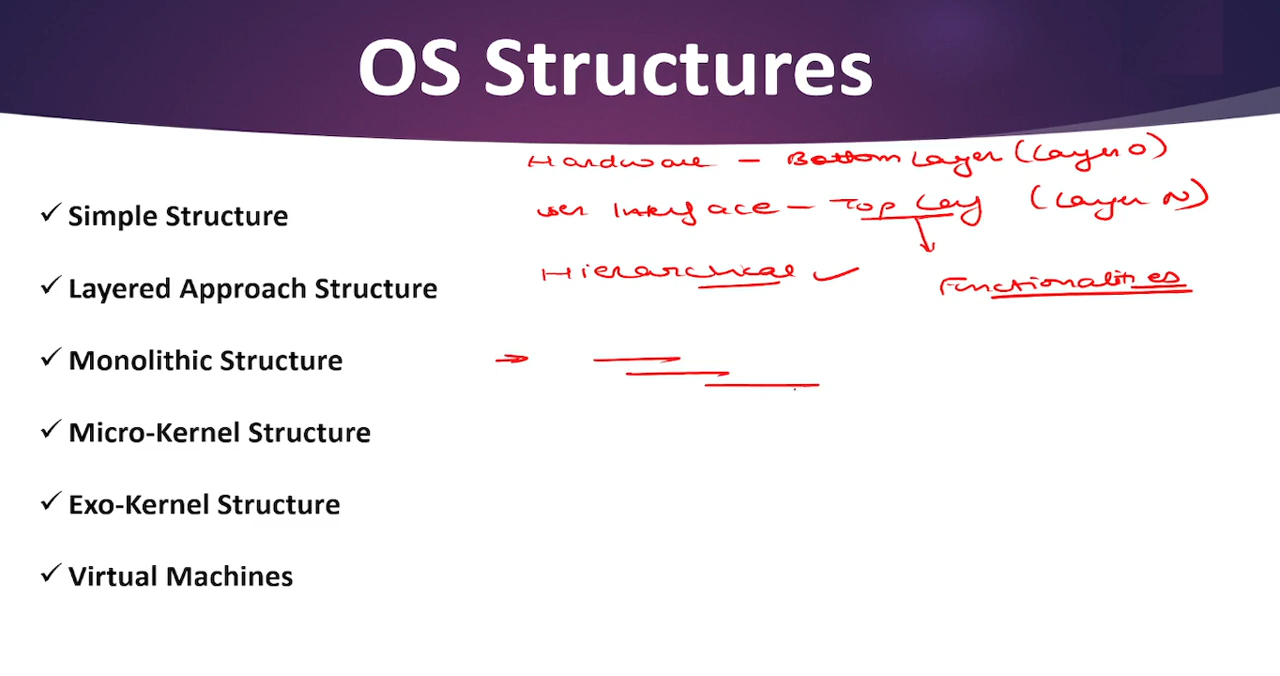 OS Structures
Hardware - Bottom Layer (Layer 0)
✓ Simple Structure
user Interface - Top Lay (Layer N)
Hierarchical ✓
Functionalities
✓ Layered Approach Structure
✓ Monolithic Structure
✓ Micro-Kernel Structure
✓ Exo-Kernel Structure
✓ Virtual Machines